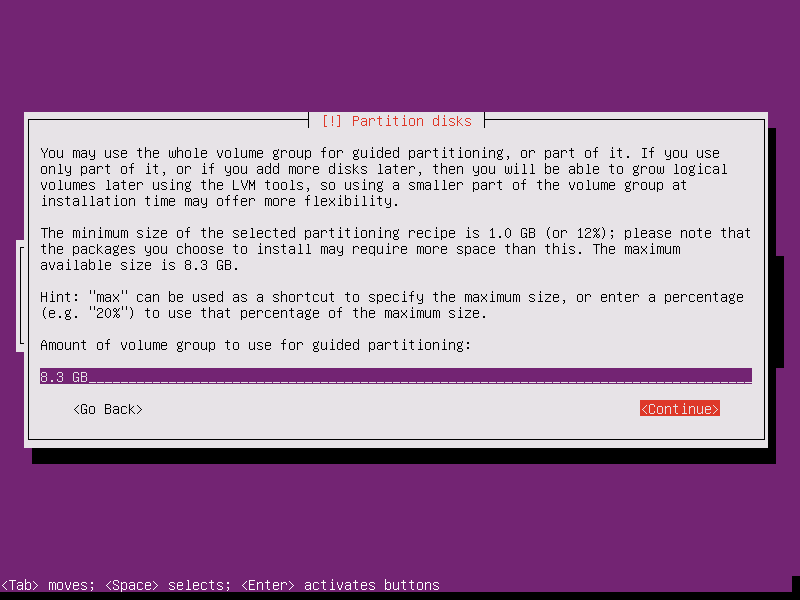 [!] Partition disks
You may use the whole volume group for guided partitioning, or part of it. If you use
only part of it, or if you add more disks later, then you will be able to grow logical
volumes later using the LVM tools, so using a smaller part of the volume group at
installation time may offer more flexibility.
The minimum size of the selected partitioning recipe is 1.0 GB (or 12%); please note that
the packages you choose to install may require more space than this. The maximum
available size is 8.3 GB.
Hint: "max" can be used as a shortcut to specify the maximum size, or enter a percentage
(e.g. "20%") to use that percentage of the maximum size.
Amount of volume group to use for guided partitioning:
8.3 GB
<Go Back> <Continue>
<Tab> moves; <Space> selects; <Enter> activates buttons